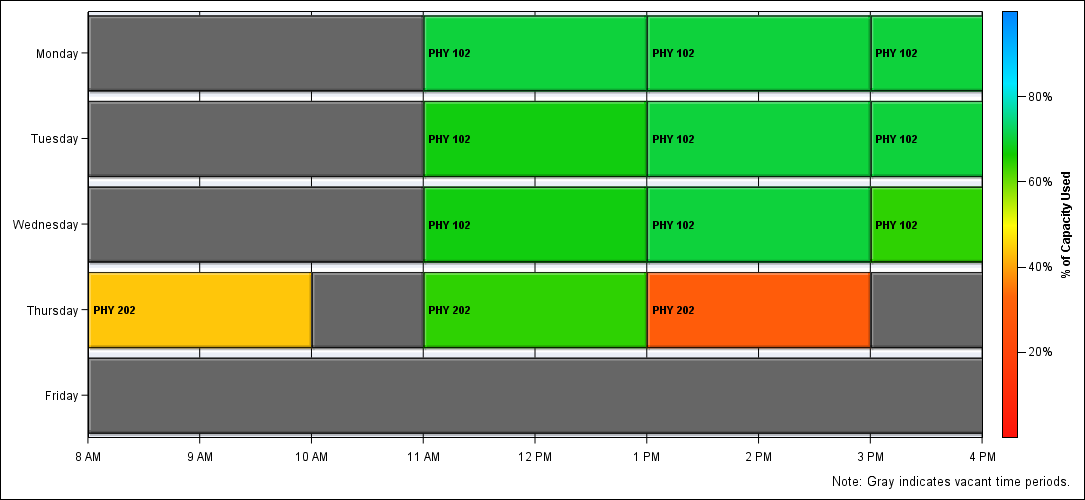 Monday
PHY 102 PHY 102 PHY 102
Tuesday
PHY 102 PHY 102 PHY 102
Wednesday
PHY 102 PHY 102 PHY 102
Thursday
PHY 202 PHY 202 PHY 202
Friday
8 AM 9 AM 10 AM 11 AM 12 PM 1 PM 2 PM 3 PM 4 PM
80%
60%
40%
20%
% of Capacity Used
Note: Gray indicates vacant time periods.